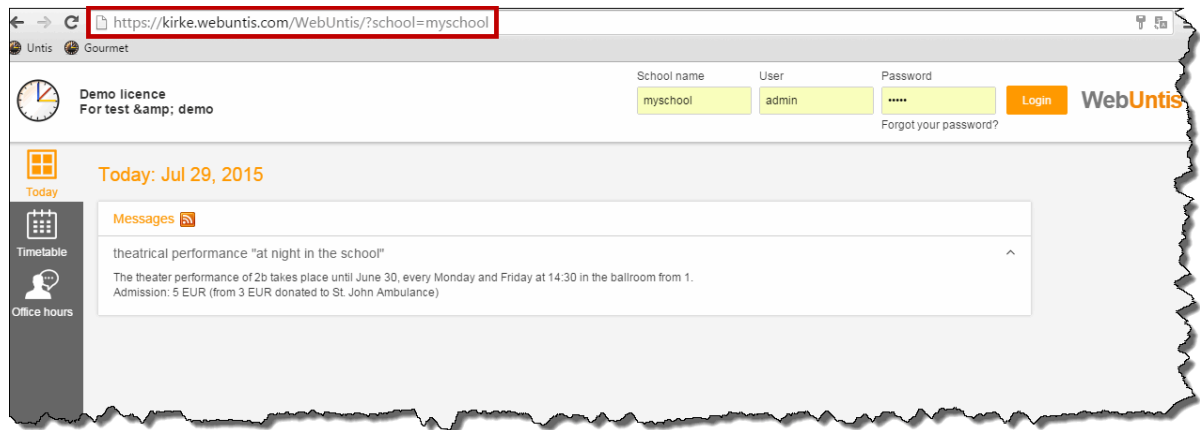 https://kirke.webuntis.com/WebUntis/?school=myschool
Untis Gourmet
Demo licence
For test &amp; demo
School name User Password
myschool admin ••••• Login WebUntis
Forgot your password?
Today
Today: Jul 29, 2015
Messages
Timetable
theatrical performance "at night in the school"
The theater performance of 2b takes place until June 30, every Monday and Friday at 14:30 in the ballroom from 1.
Admission: 5 EUR (from 3 EUR donated to St. John Ambulance)
Office hours